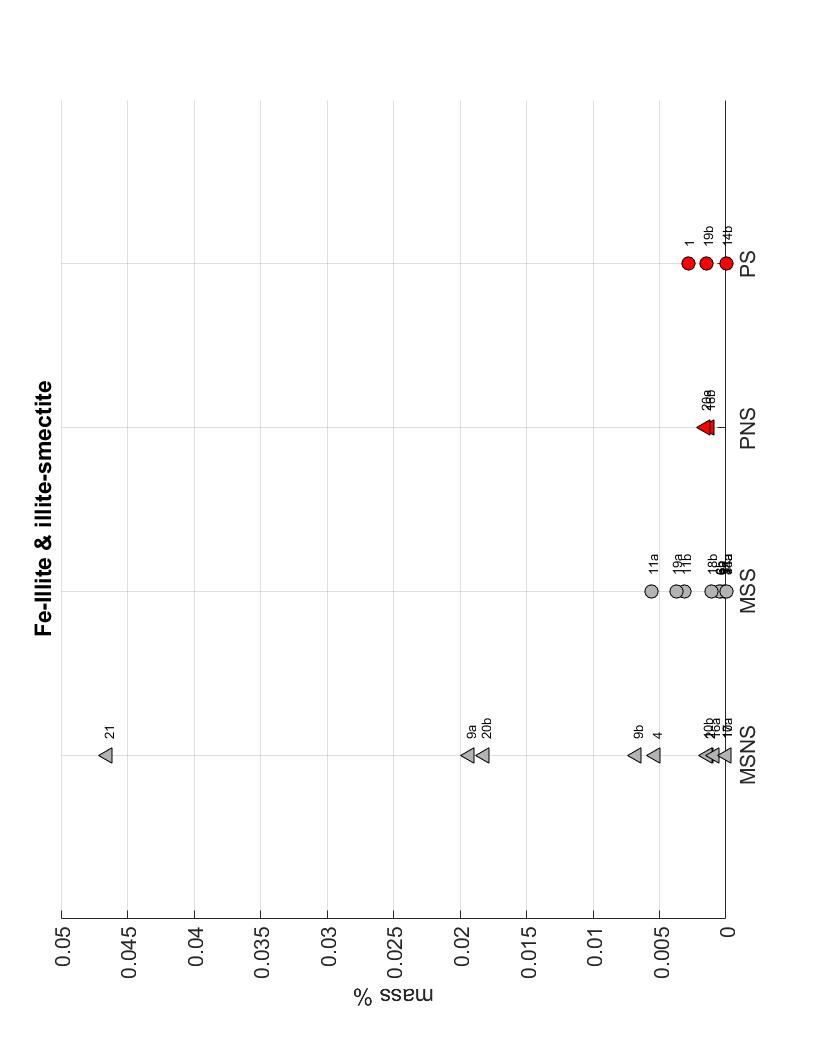 Fe-Illite & illite-smectite
0.05
0.045
0.04
0.035
0.03
0.025
0.02
0.015
0.01
0.005
0
mass %
21
9a
20b
9b
4
10b
16a
11a
19a
11b
18b
20a
16b
1
19b
14b
MSNS
MSS
PNS
PS